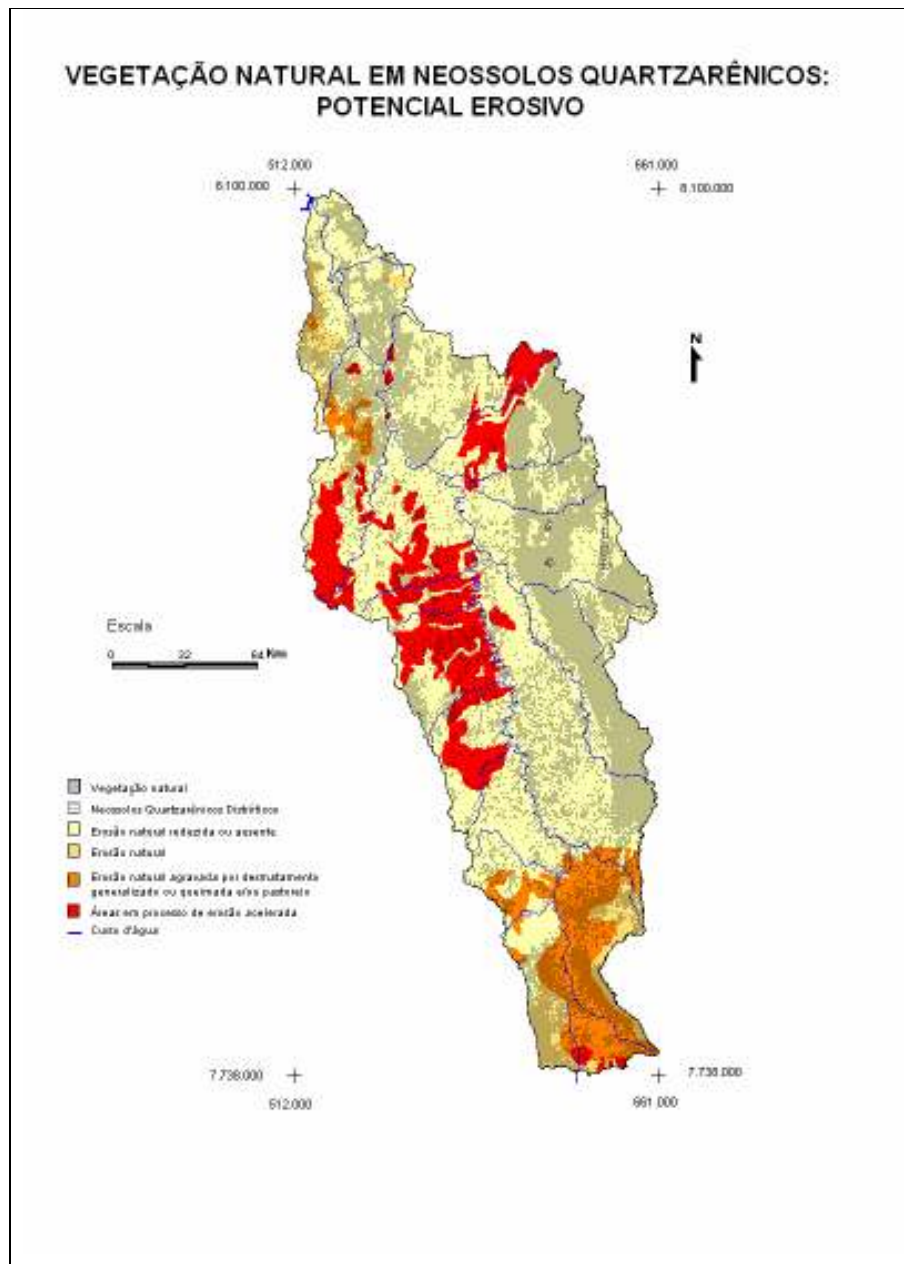 VEGETAÇÃO NATURAL EM NEOSSOLOS QUARTZARÊNICOS:
POTENCIAL EROSIVO
512.000
661.000
8.100.000
8.100.000
N
Escala
0 32 64 Km
Vegetação natural
Neossolos Quartzarênicos Distróficos
Erosão natural reduzida ou ausente
Erosão natural
Erosão natural agravada por desmatamento
generalizado ou queimada e/ou pastoreio
Áreas em processo de erosão acelerada
Curso d'água
7.738.000
7.738.000
512.000
661.000